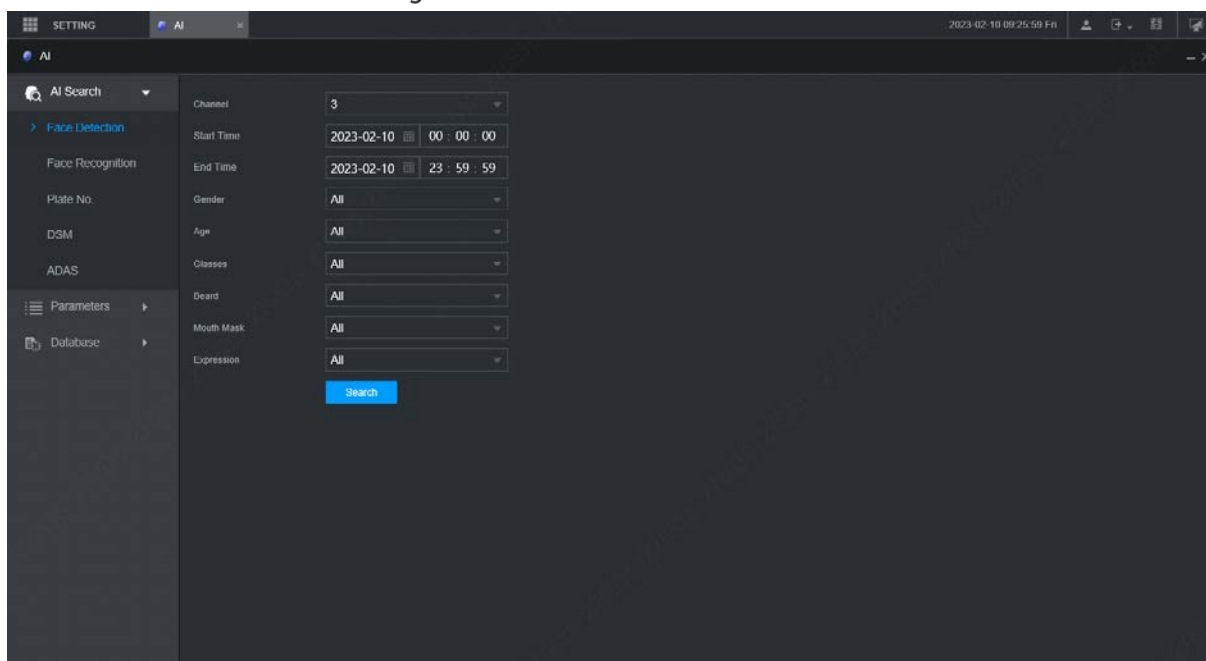 SETTING AI 2023-02-10 09:25:59 Fri
AI
AI Search
Face Detection
Face Recognition
Plate No.
DSM
ADAS
Parameters
Database
Channel 3
Start Time 2023-02-10 00 : 00 : 00
End Time 2023-02-10 23 : 59 : 59
Gender All
Age All
Glasses All
Beard All
Mouth Mask All
Expression All
Search